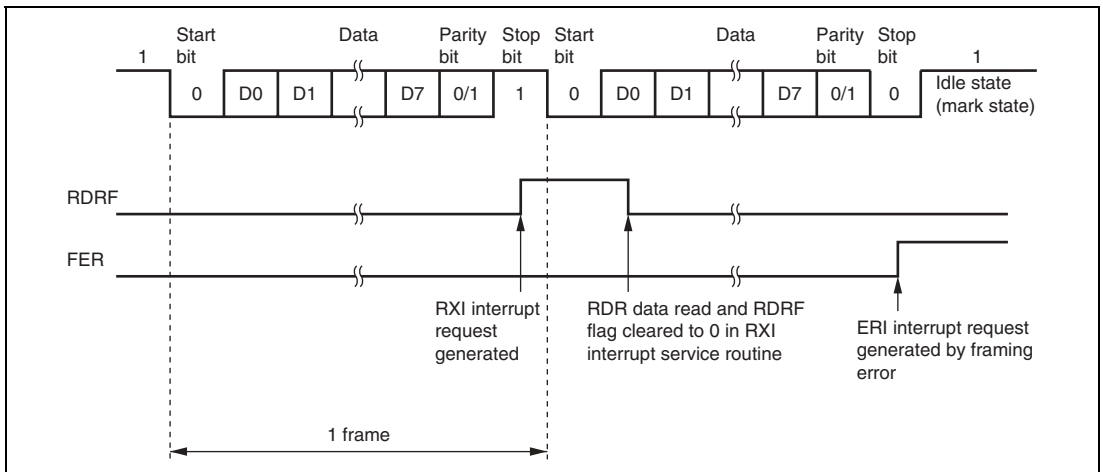 Start
bit
Data
Parity
bit
Stop
bit
Start
bit
Data
Parity
bit
Stop
bit
1
1
0
D0
D1
D7
0/1
1
0
D0
D1
D7
0/1
0
Idle state
(mark state)
RDRF
FER
RXI interrupt
request
generated
RDR data read and RDRF
flag cleared to 0 in RXI
interrupt service routine
ERI interrupt request
generated by framing
error
1 frame